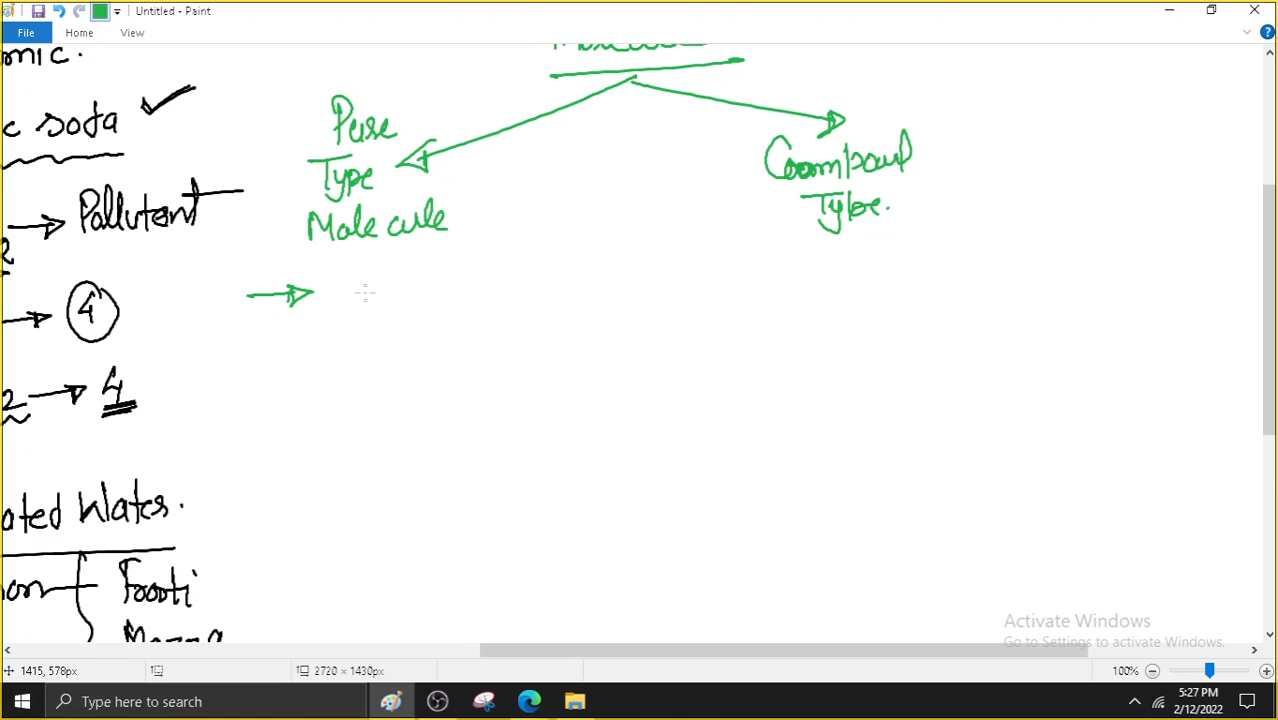 Untitled - Paint
File
Home
View
mic.
c soda
Pollutant
2
4
2
4
ated Water.
Frooti
Pure
Type
Molecule
Type.
Activate Windows
Go to Settings to activate Windows.
1415, 578px
2720 × 1430px
100%
Type here to search
5:27 PM
2/12/2022